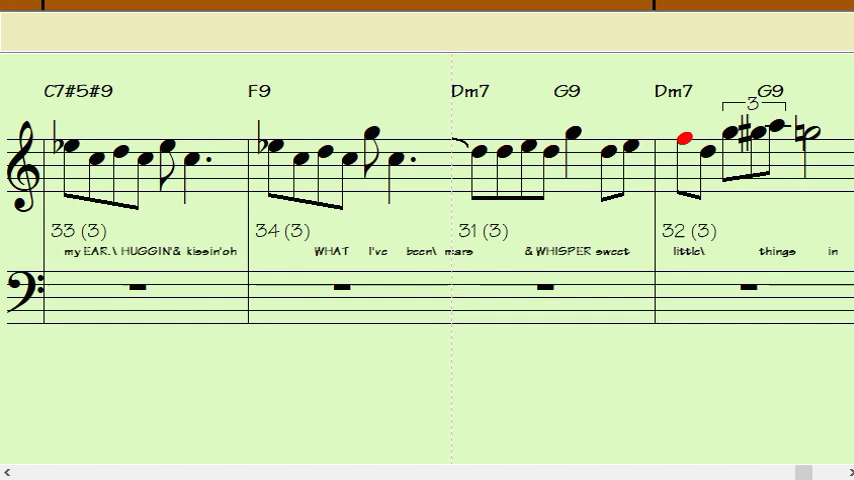 C7#5#9 F9 Dm7 G9 Dm7 G9
3
33 (3) 34 (3) 31 (3) 32 (3)
my EAR.\ HUGGIN'& kissin'oh WHAT I've been\ mars & WHISPER sweet little\ things in